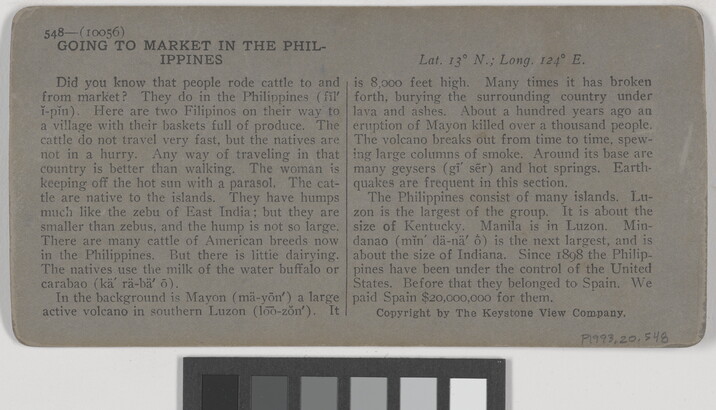 548—(10056)
GOING TO MARKET IN THE PHIL-
IPPINES
Did you know that people rode cattle to and
from market? They do in the Philippines (fĭl′
ĭ-pĭn). Here are two Filipinos on their way to
a village with their baskets full of produce. The
cattle do not travel very fast, but the natives are
not in a hurry. Any way of traveling in that
country is better than walking. The woman is
keeping off the hot sun with a parasol. The cat-
tle are native to the islands. They have humps
much like the zebu of East India; but they are
smaller than zebus, and the hump is not so large.
There are many cattle of American breeds now
in the Philippines. But there is little dairying.
The natives use the milk of the water buffalo or
carabao (kä′ rä-bä′ ō).
In the background is Mayon (mä-yōn′) a large
active volcano in southern Luzon (lōō-zŏn′). It
Lat. 13° N.; Long. 124° E.
is 8,000 feet high. Many times it has broken
forth, burying the surrounding country under
lava and ashes. About a hundred years ago an
eruption of Mayon killed over a thousand people.
The volcano breaks out from time to time, spew-
ing large columns of smoke. Around its base are
many geysers (gī′ sẽr) and hot springs. Earth-
quakes are frequent in this section.
The Philippines consist of many islands. Lu-
zon is the largest of the group. It is about the
size of Kentucky. Manila is in Luzon. Min-
danao (mĭn′ dä-nä′ ō) is the next largest, and is
about the size of Indiana. Since 1898 the Philip-
pines have been under the control of the United
States. Before that they belonged to Spain. We
paid Spain $20,000,000 for them.
Copyright by The Keystone View Company.
P1993.20.548